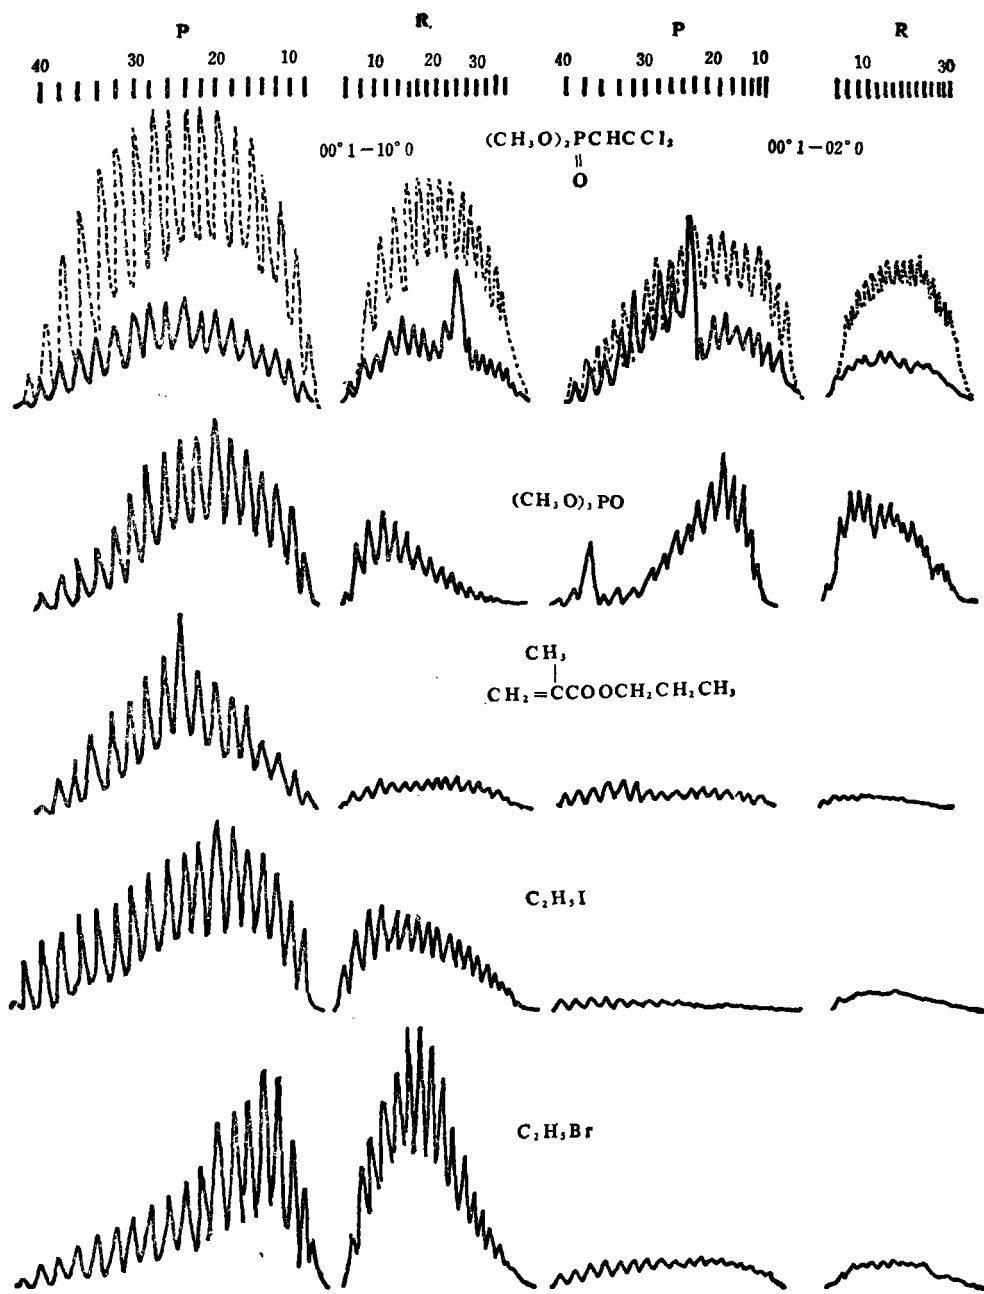 P R P R
40 30 20 10 10 20 30 40 30 20 10 10 30
00°1−10°0 (CH₃O)₂PCHCCl₂ 00°1−02°0
||
O
(CH₃O)₃PO
CH₃
|
CH₂=CCOOCH₂CH₂CH₃
C₂H₅I
C₂H₅Br